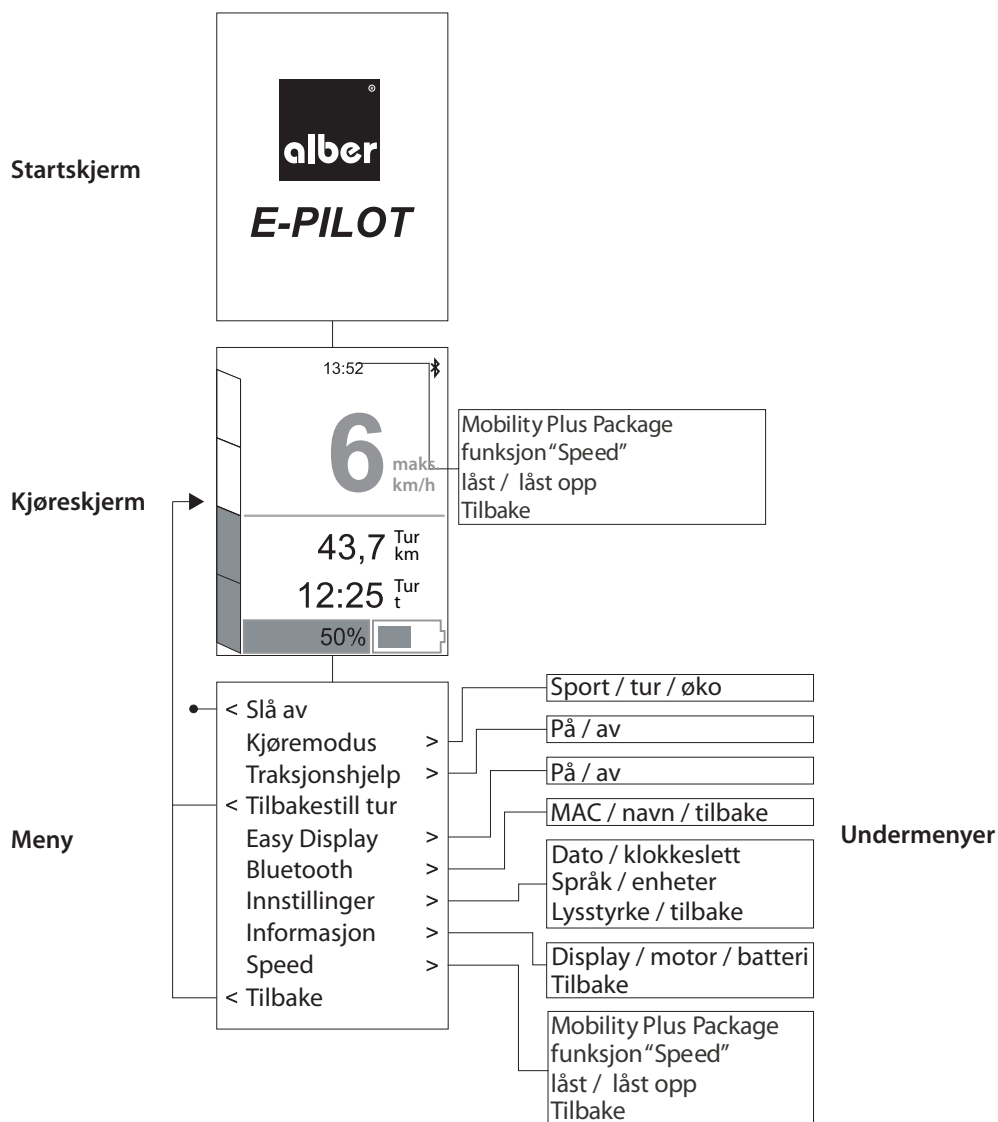 Startskjerm
alber
E-PILOT
Kjøreskjerm
13:52
6 maks. km/h
43,7 Tur km
12:25 Tur t
50%
Mobility Plus Package
funksjon “Speed”
låst / låst opp
Tilbake
Meny
< Slå av
Kjøremodus >
Traksjonshjelp >
< Tilbakestill tur
Easy Display >
Bluetooth >
Innstillinger >
Informasjon >
Speed >
< Tilbake
Undermenyer
Sport / tur / øko
På / av
På / av
MAC / navn / tilbake
Dato / klokkeslett
Språk / enheter
Lysstyrke / tilbake
Display / motor / batteri
Tilbake
Mobility Plus Package
funksjon “Speed”
låst / låst opp
Tilbake